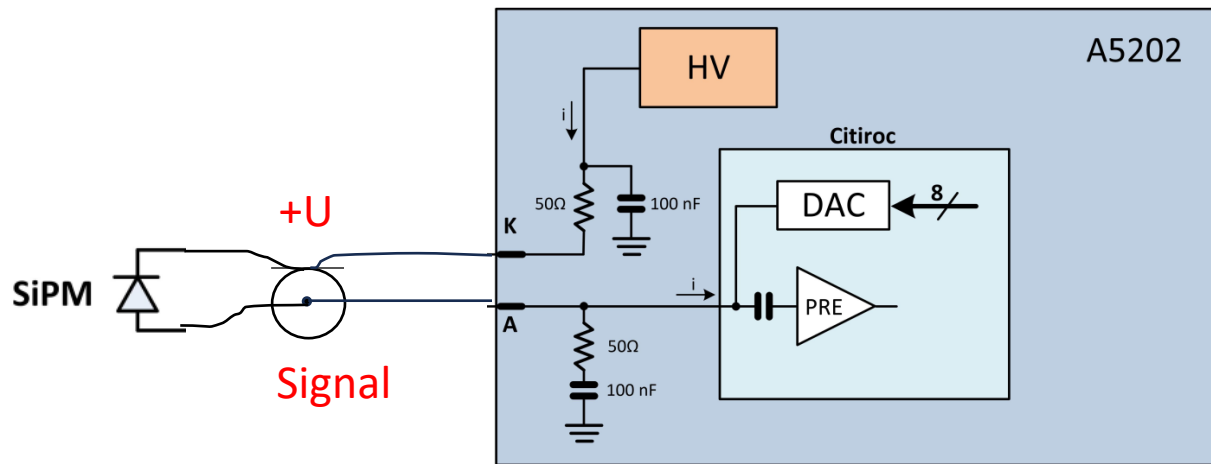 A5202
HV
i
Citiroc
50Ω
100 nF
DAC
8
+U
K
SiPM
i
A
PRE
50Ω
Signal
100 nF